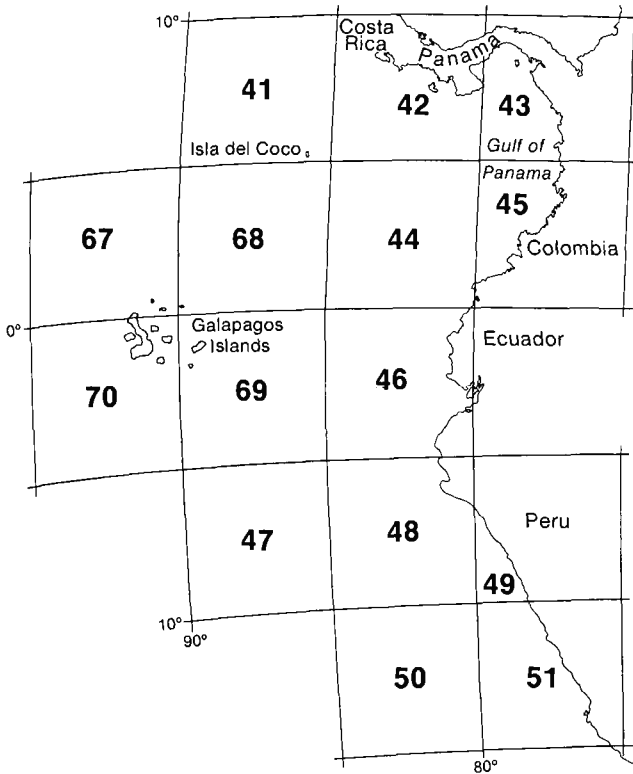 10°
Costa
Rica
Panama
41
42
43
Isla del Coco
Gulf of
Panama
45
67
68
44
Colombia
0°
Galapagos
Islands
Ecuador
70
69
46
47
48
Peru
49
10°
90°
50
51
80°